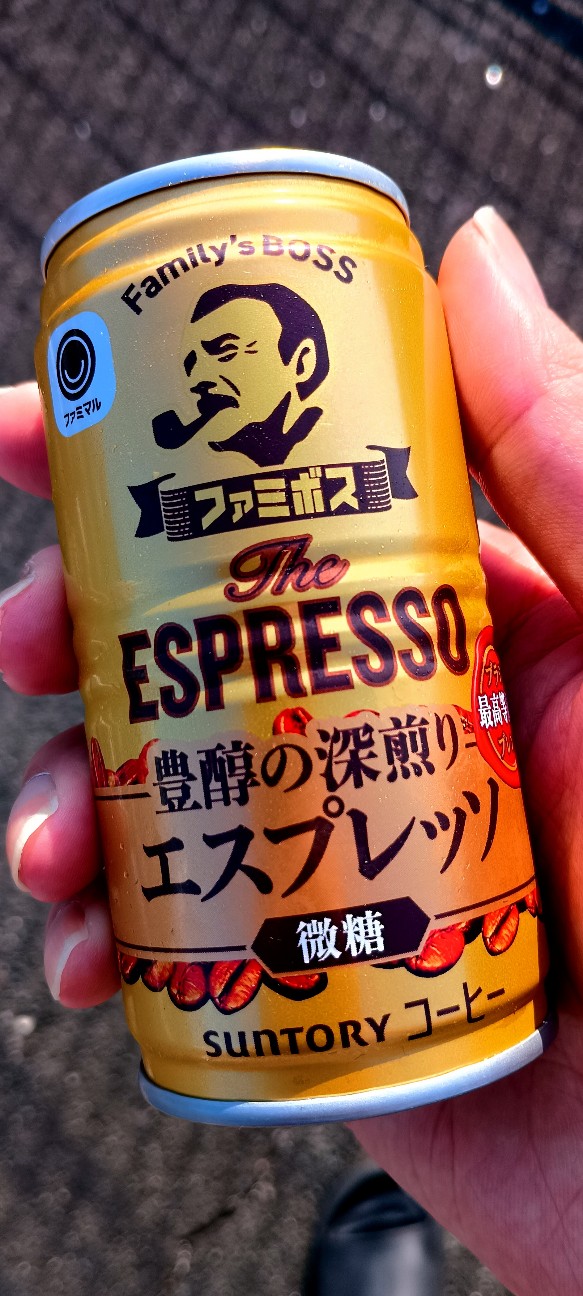 Family's BOSS
ファミマル
ファミボス
The
ESPRESSO
最高等
豊醇の深煎り
エスプレッソ
微糖
SUNTORY コーヒー